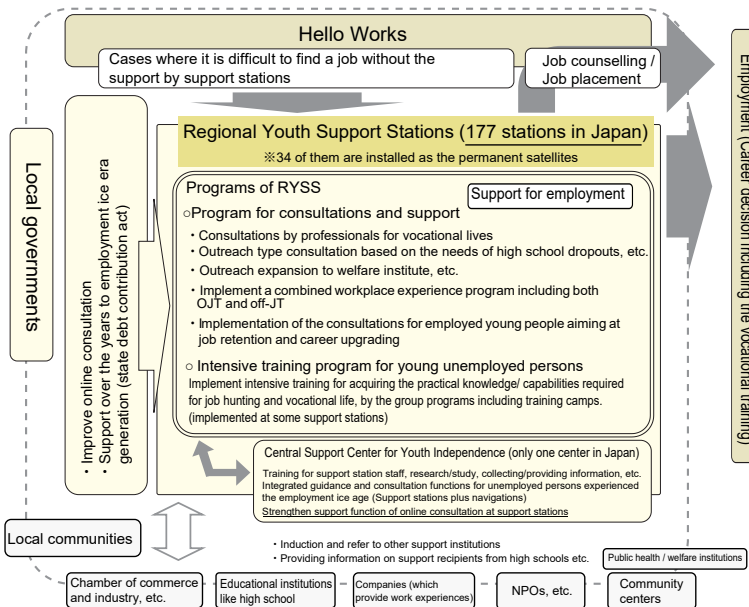 Hello Works
Cases where it is difficult to find a job without the
support by support stations
Job counselling /
Job placement
Employment (Career decision including the vocational training)
Local governments
・Improve online consultation
・Support over the years to employment ice era
generation (state debt contribution act)
Regional Youth Support Stations (177 stations in Japan)
※34 of them are installed as the permanent satellites
Programs of RYSS
Support for employment
○Program for consultations and support
・Consultations by professionals for vocational lives
・Outreach type consultation based on the needs of high school dropouts, etc.
・Outreach expansion to welfare institute, etc.
・Implement a combined workplace experience program including both
OJT and off-JT
・Implementation of the consultations for employed young people aiming at
job retention and career upgrading
○ Intensive training program for young unemployed persons
Implement intensive training for acquiring the practical knowledge/ capabilities required
for job hunting and vocational life, by the group programs including training camps.
(implemented at some support stations)
Central Support Center for Youth Independence (only one center in Japan)
Training for support station staff, research/study, collecting/providing information, etc.
Integrated guidance and consultation functions for unemployed persons experienced
the employment ice age (Support stations plus navigations)
Strengthen support function of online consultation at support stations
Local communities
・Induction and refer to other support institutions
・Providing information on support recipients from high schools etc.
Public health / welfare institutions
Chamber of commerce
and industry, etc.
Educational institutions
like high school
Companies (which
provide work experiences)
NPOs, etc.
Community
centers